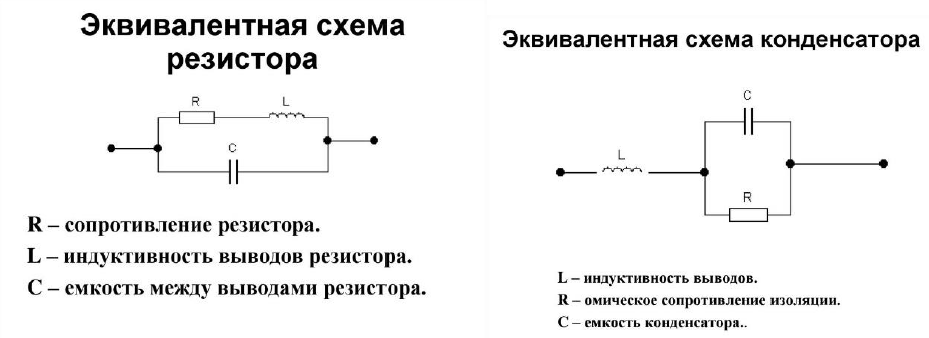 Эквивалентная схема
резистора
R
L
C
R – сопротивление резистора.
L – индуктивность выводов резистора.
C – емкость между выводами резистора.
Эквивалентная схема конденсатора
C
L
R
L – индуктивность выводов.
R – омическое сопротивление изоляции.
C – емкость конденсатора..